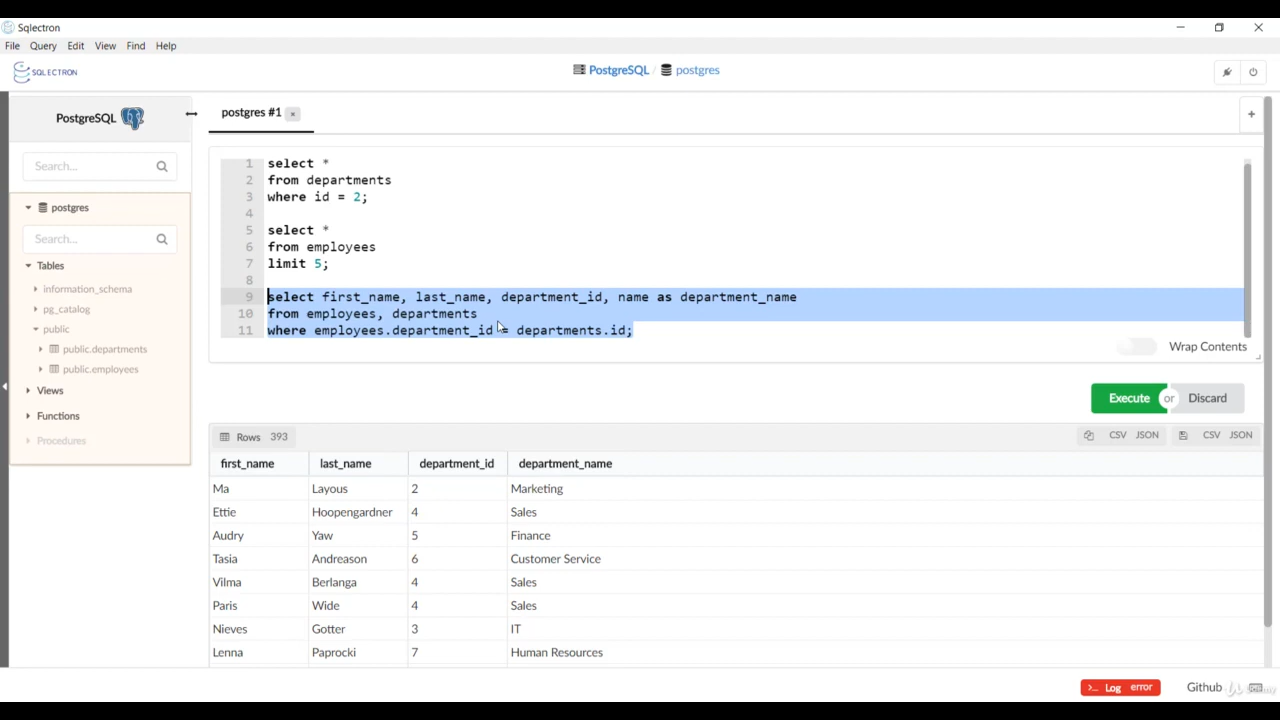 Sqlectron
File Query Edit View Find Help
SQLECTRON
PostgreSQL / postgres
PostgreSQL
postgres #1 ×
+
Search...
postgres
Search...
Tables
information_schema
pg_catalog
public
public.departments
public.employees
Views
Functions
Procedures
1 select *
2 from departments
3 where id = 2;
4
5 select *
6 from employees
7 limit 5;
8
9 select first_name, last_name, department_id, name as department_name
10 from employees, departments
11 where employees.department_id = departments.id;
Wrap Contents
Execute or Discard
Rows 393 CSV JSON CSV JSON
first_name last_name department_id department_name
Ma Layous 2 Marketing
Ettie Hoopengardner 4 Sales
Audry Yaw 5 Finance
Tasia Andreason 6 Customer Service
Vilma Berlanga 4 Sales
Paris Wide 4 Sales
Nieves Gotter 3 IT
Lenna Paprocki 7 Human Resources
>_ Log error Github Udemy